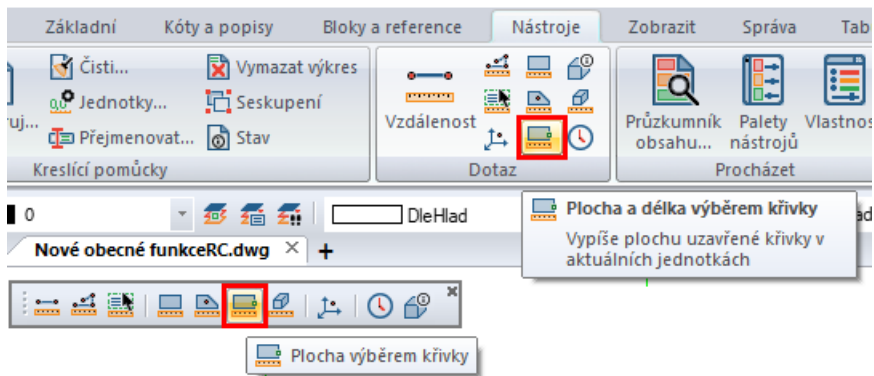 Základní Kóty a popisy Bloky a reference Nástroje Zobrazit Správa Tab
Čisti... Vymazat výkres
Jednotky... Seskupení
ruj... Přejmenovat... Stav
Kreslící pomůcky
Vzdálenost
Dotaz
Průzkumník obsahu...
Palety nástrojů
Vlastnos
Procházet
0 DleHlad
Nové obecné funkceRC.dwg
Plocha a délka výběrem křivky
Vypíše plochu uzavřené křivky v
aktuálních jednotkách
Plocha výběrem křivky